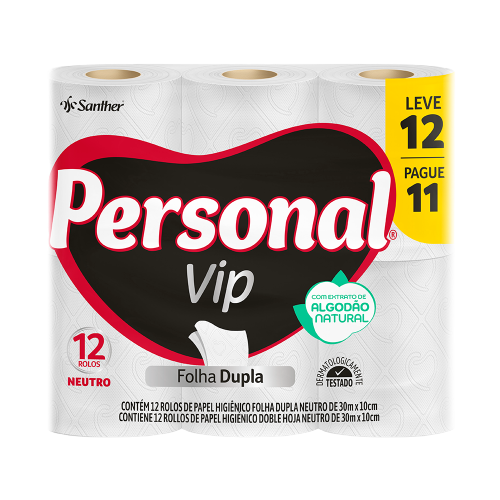 Santher
LEVE
12
PAGUE
11
Personal®
Vip
COM EXTRATO DE
ALGODÃO
NATURAL
12
ROLOS
NEUTRO
Folha Dupla
DERMATOLOGICAMENTE
TESTADO
CONTÉM 12 ROLOS DE PAPEL HIGIÊNICO FOLHA DUPLA NEUTRO DE 30m x 10cm
CONTIENE 12 ROLLOS DE PAPEL HIGIÉNICO DOBLE HOJA NEUTRO DE 30m x 10cm